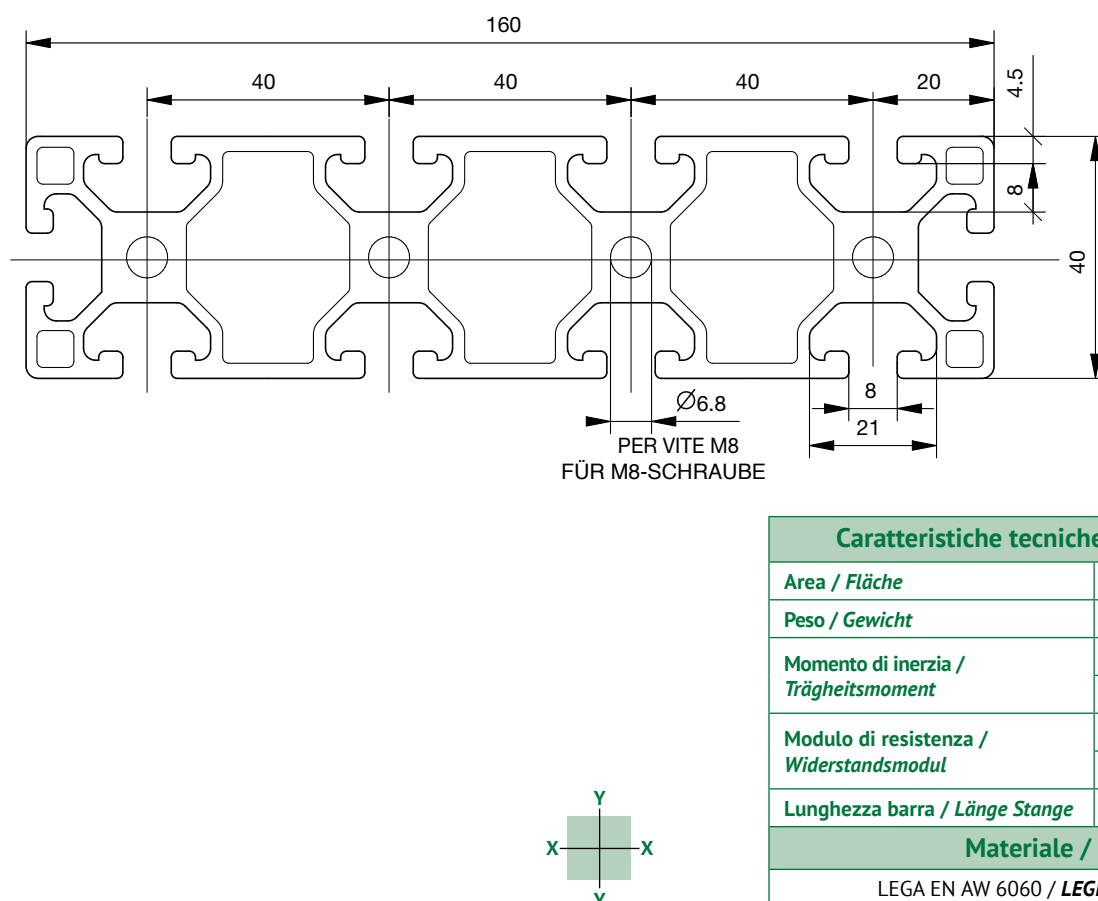 160
40
40
40
20
4.5
8
40
Ø6.8
PER VITE M8
FÜR M8-SCHRAUBE
8
21
Caratteristiche tecniche
Area / Fläche
Peso / Gewicht
Momento di inerzia /
Trägheitsmoment
Modulo di resistenza /
Widerstandsmodul
Lunghezza barra / Länge Stange
Materiale /
LEGA EN AW 6060 /
Y
X
X
Y